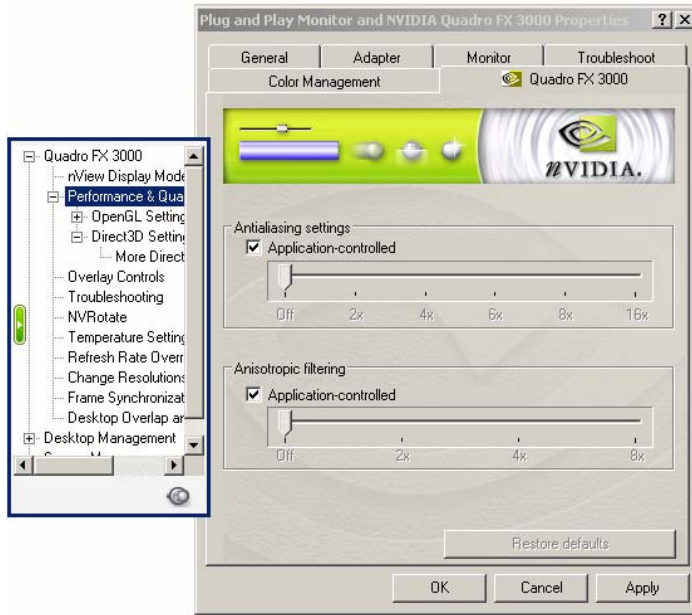 Plug and Play Monitor and NVIDIA Quadro FX 3000 Properties
General Adapter Monitor Troubleshoot
Color Management Quadro FX 3000
nVIDIA.
Quadro FX 3000
nView Display Mode
Performance & Qua
OpenGL Setting
Direct3D Settin
More Direct
Overlay Controls
Troubleshooting
NVRotate
Temperature Setting
Refresh Rate Overr
Change Resolutions
Frame Synchronizat
Desktop Overlap an
Desktop Management
Antialiasing settings
Application-controlled
Off 2x 4x 6x 8x 16x
Anisotropic filtering
Application-controlled
Off 2x 4x 8x
Restore defaults
OK Cancel Apply